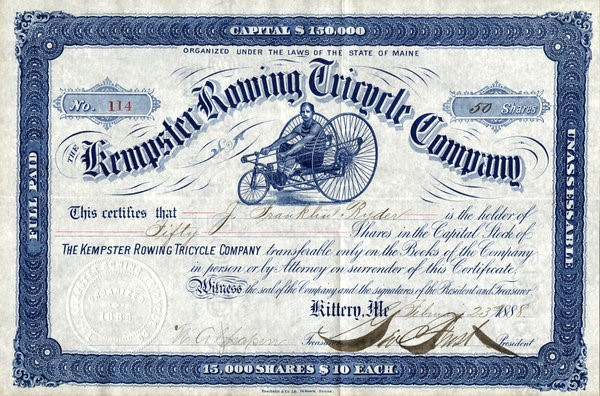 CAPITAL $ 150,000
ORGANIZED UNDER THE LAWS OF THE STATE OF MAINE
No. 114
50 Shares
THE Kempster Rowing Tricycle Company
FULL PAID
UNASSESSABLE
This certifies that J. Franklin Ryder is the holder of
Fifty Shares in the Capital Stock of
THE KEMPSTER ROWING TRICYCLE COMPANY transferable only on the Books of the Company
in person or by Attorney on surrender of this Certificate.
Witness the seal of the Company and the signatures of the President and Treasurer
Kittery, Me. Feby 23 1888
Treasurer President
15,000 SHARES $ 10 EACH.